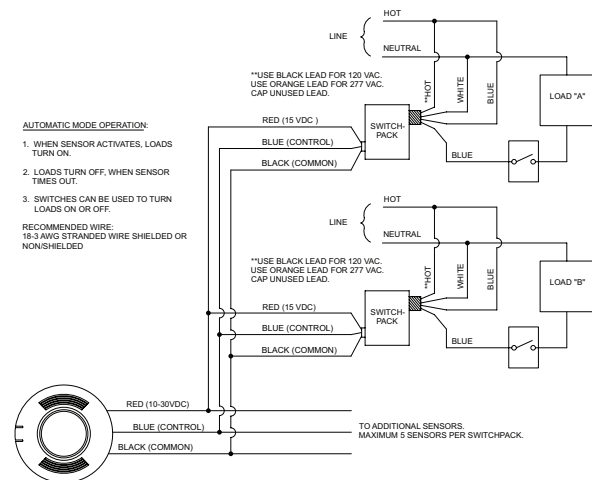 HOT
LINE
NEUTRAL
**USE BLACK LEAD FOR 120 VAC.
USE ORANGE LEAD FOR 277 VAC.
CAP UNUSED LEAD.
**HOT
WHITE
BLUE
LOAD "A"
RED (15 VDC )
SWITCH-
PACK
BLUE (CONTROL)
BLUE
BLACK (COMMON)
AUTOMATIC MODE OPERATION:
1. WHEN SENSOR ACTIVATES, LOADS
TURN ON.
2. LOADS TURN OFF, WHEN SENSOR
TIMES OUT.
3. SWITCHES CAN BE USED TO TURN
LOADS ON OR OFF.
RECOMMENDED WIRE:
18-3 AWG STRANDED WIRE SHIELDED OR
NON/SHIELDED
HOT
LINE
NEUTRAL
**USE BLACK LEAD FOR 120 VAC.
USE ORANGE LEAD FOR 277 VAC.
CAP UNUSED LEAD.
**HOT
WHITE
BLUE
LOAD "B"
RED (15 VDC)
SWITCH-
PACK
BLUE (CONTROL)
BLUE
BLACK (COMMON)
RED (10-30VDC)
BLUE (CONTROL)
BLACK (COMMON)
TO ADDITIONAL SENSORS.
MAXIMUM 5 SENSORS PER SWITCHPACK.